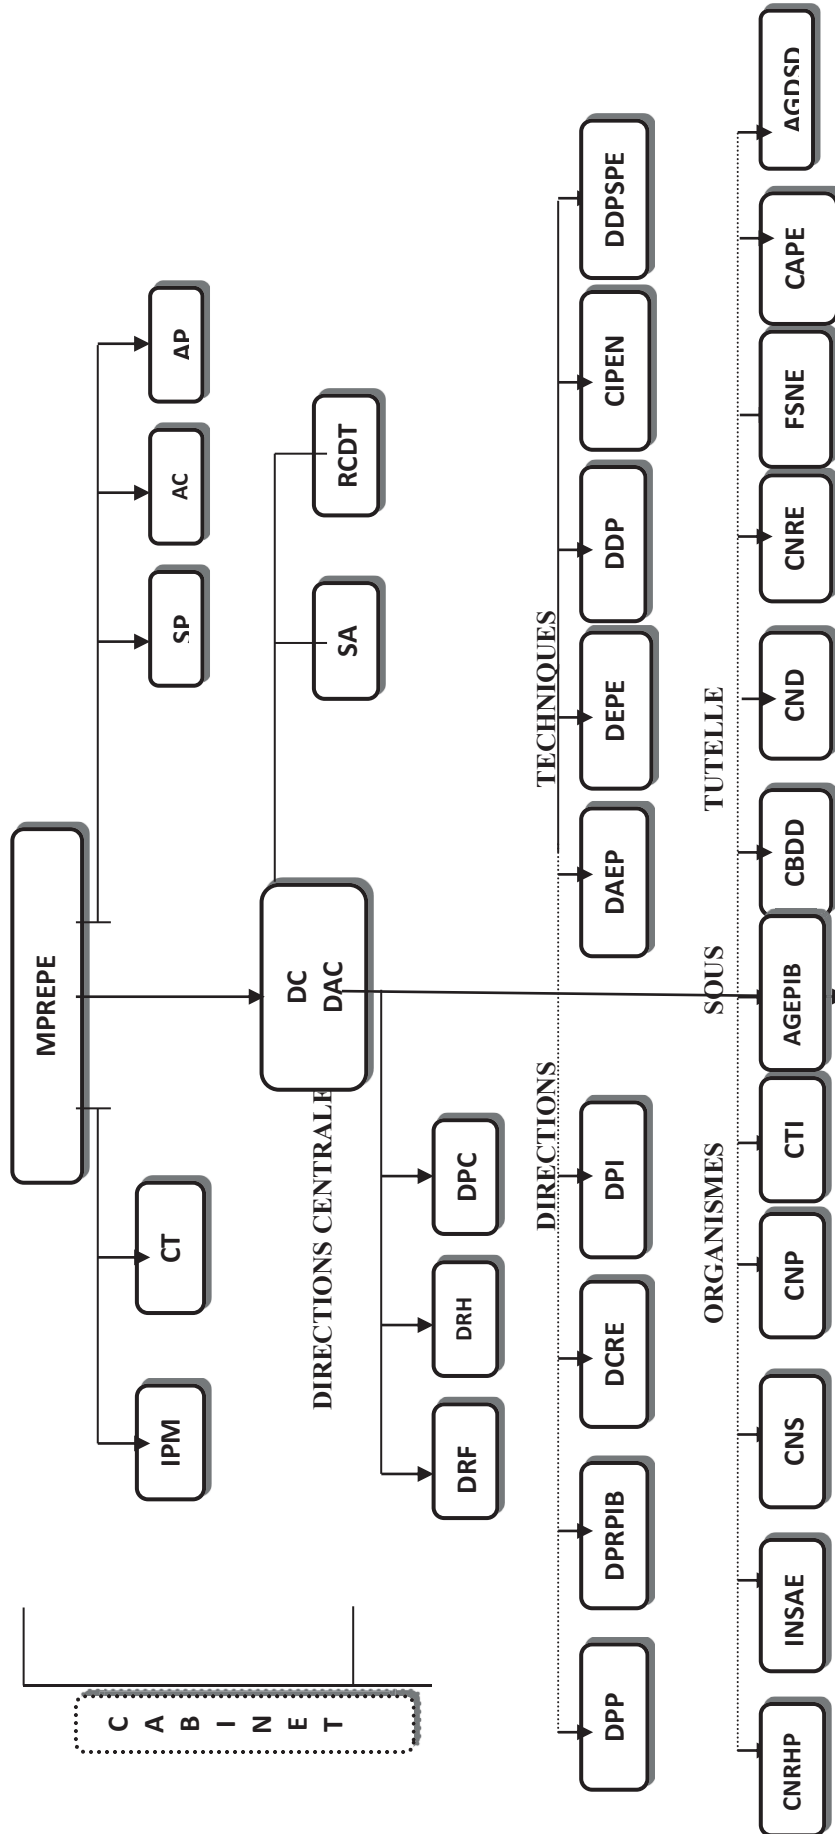 MPREPE
CABINET
IPM
CT
SP
AC
AP
DC
DAC
SA
RCDT
DIRECTIONS CENTRALE
DRF
DRH
DPC
DIRECTIONS TECHNIQUES
DPP
DPRPIB
DCRE
DPI
DAEP
DEPE
DDP
CIPEN
DDPSPE
ORGANISMES SOUS TUTELLE
CNRHP
INSAE
CNS
CNP
CTI
AGEPIB
CBDD
CND
CNRE
FSNE
CAPE
AGDSD